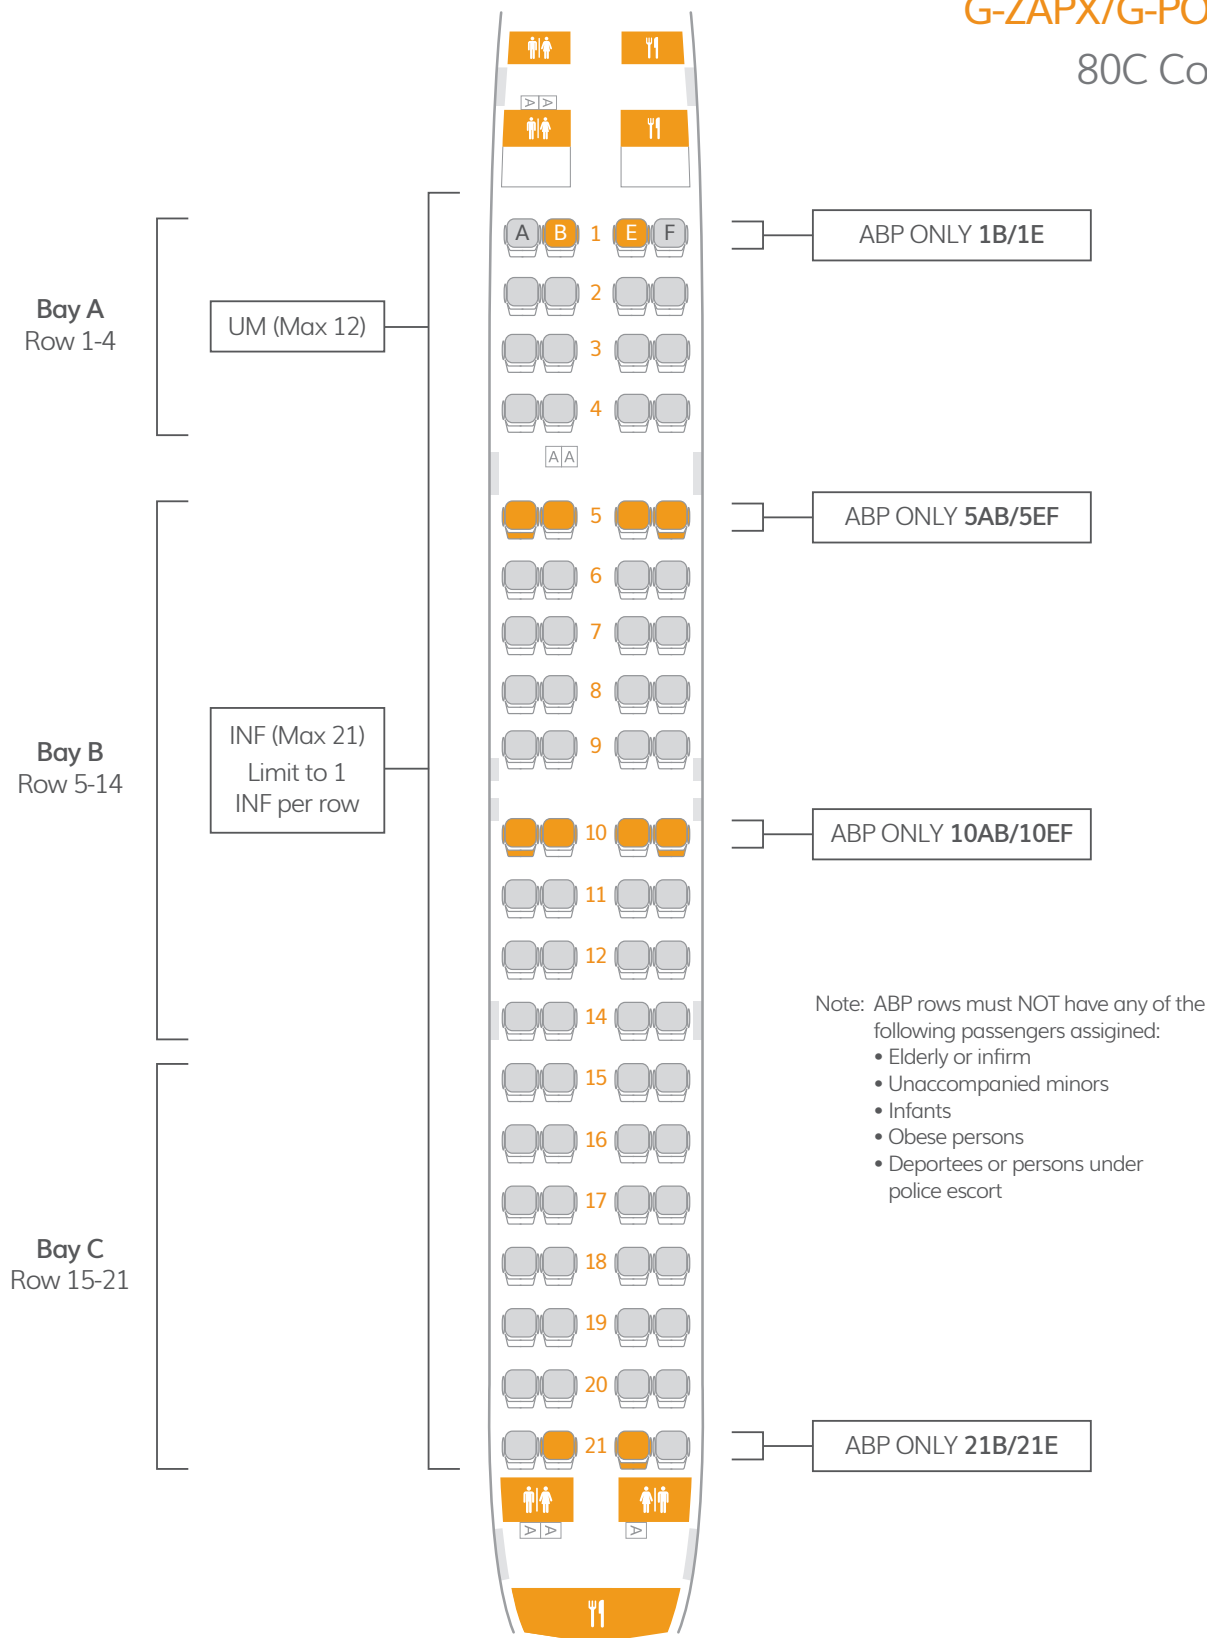 G-ZAPX/G-PO
80C Co
A A
A B 1 E F
ABP ONLY 1B/1E
2
Bay A
Row 1-4
UM (Max 12)
3
4
A A
5
ABP ONLY 5AB/5EF
6
7
8
9
Bay B
Row 5-14
INF (Max 21)
Limit to 1
INF per row
10
ABP ONLY 10AB/10EF
11
12
14
Note: ABP rows must NOT have any of the
following passengers assigined:
• Elderly or infirm
• Unaccompanied minors
• Infants
• Obese persons
• Deportees or persons under
police escort
15
16
17
18
Bay C
Row 15-21
19
20
21
ABP ONLY 21B/21E
A A A